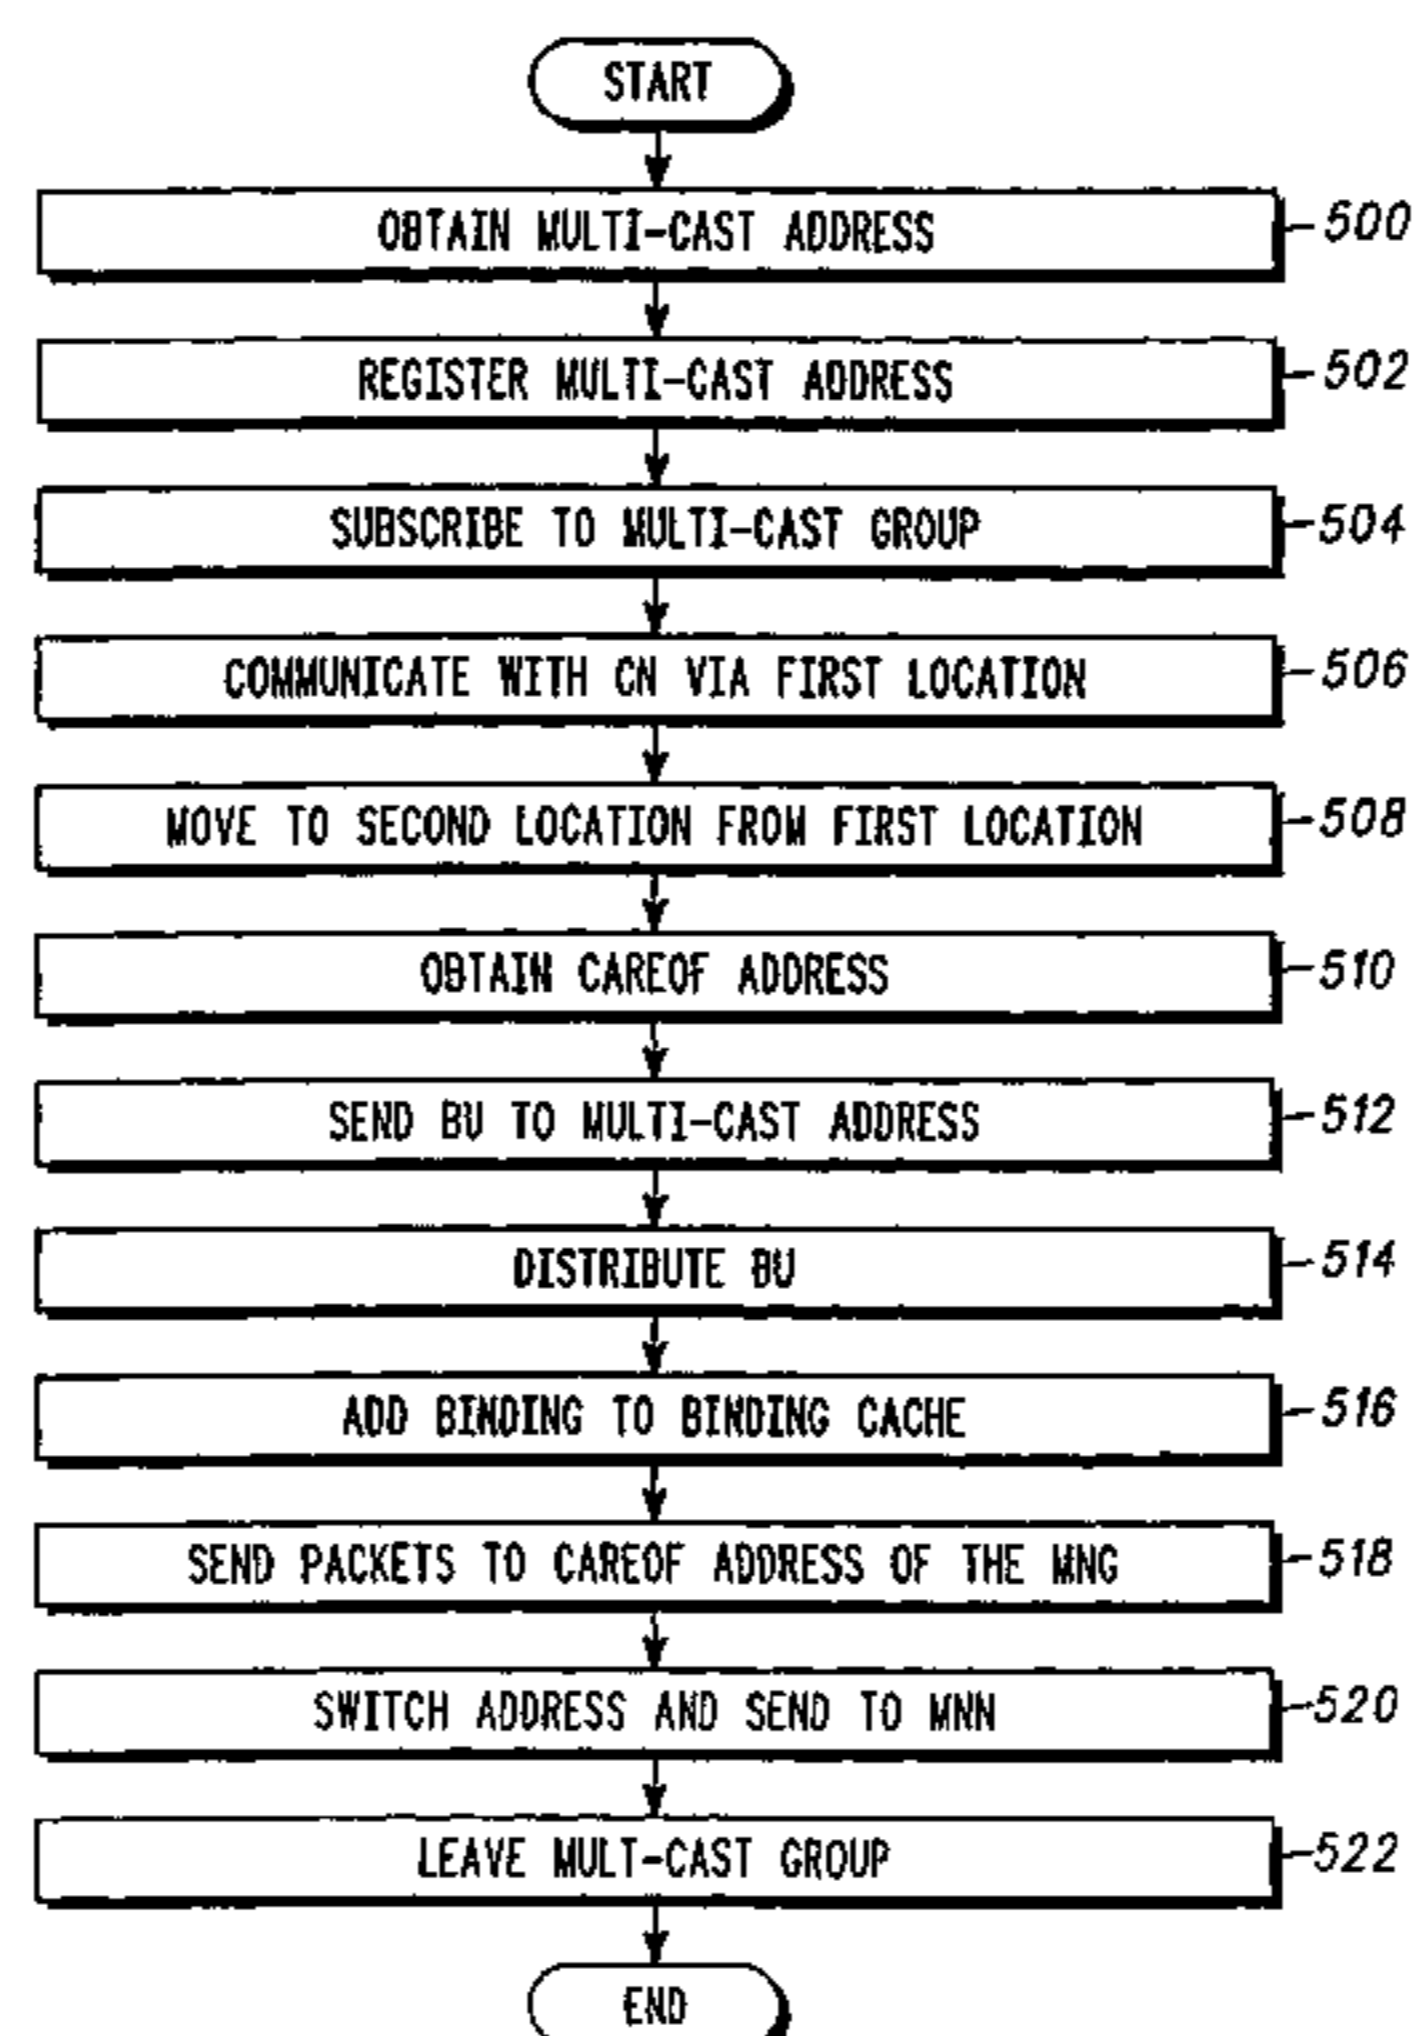 START
OBTAIN MULTI-CAST ADDRESS
500
REGISTER MULTI-CAST ADDRESS
502
SUBSCRIBE TO MULTI-CAST GROUP
504
COMMUNICATE WITH CN VIA FIRST LOCATION
506
MOVE TO SECOND LOCATION FROM FIRST LOCATION
508
OBTAIN CAREOF ADDRESS
510
SEND BU TO MULTI-CAST ADDRESS
512
DISTRIBUTE BU
514
ADD BINDING TO BINDING CACHE
516
SEND PACKETS TO CAREOF ADDRESS OF THE MNG
518
SWITCH ADDRESS AND SEND TO MNN
520
LEAVE MULT-CAST GROUP
522
END